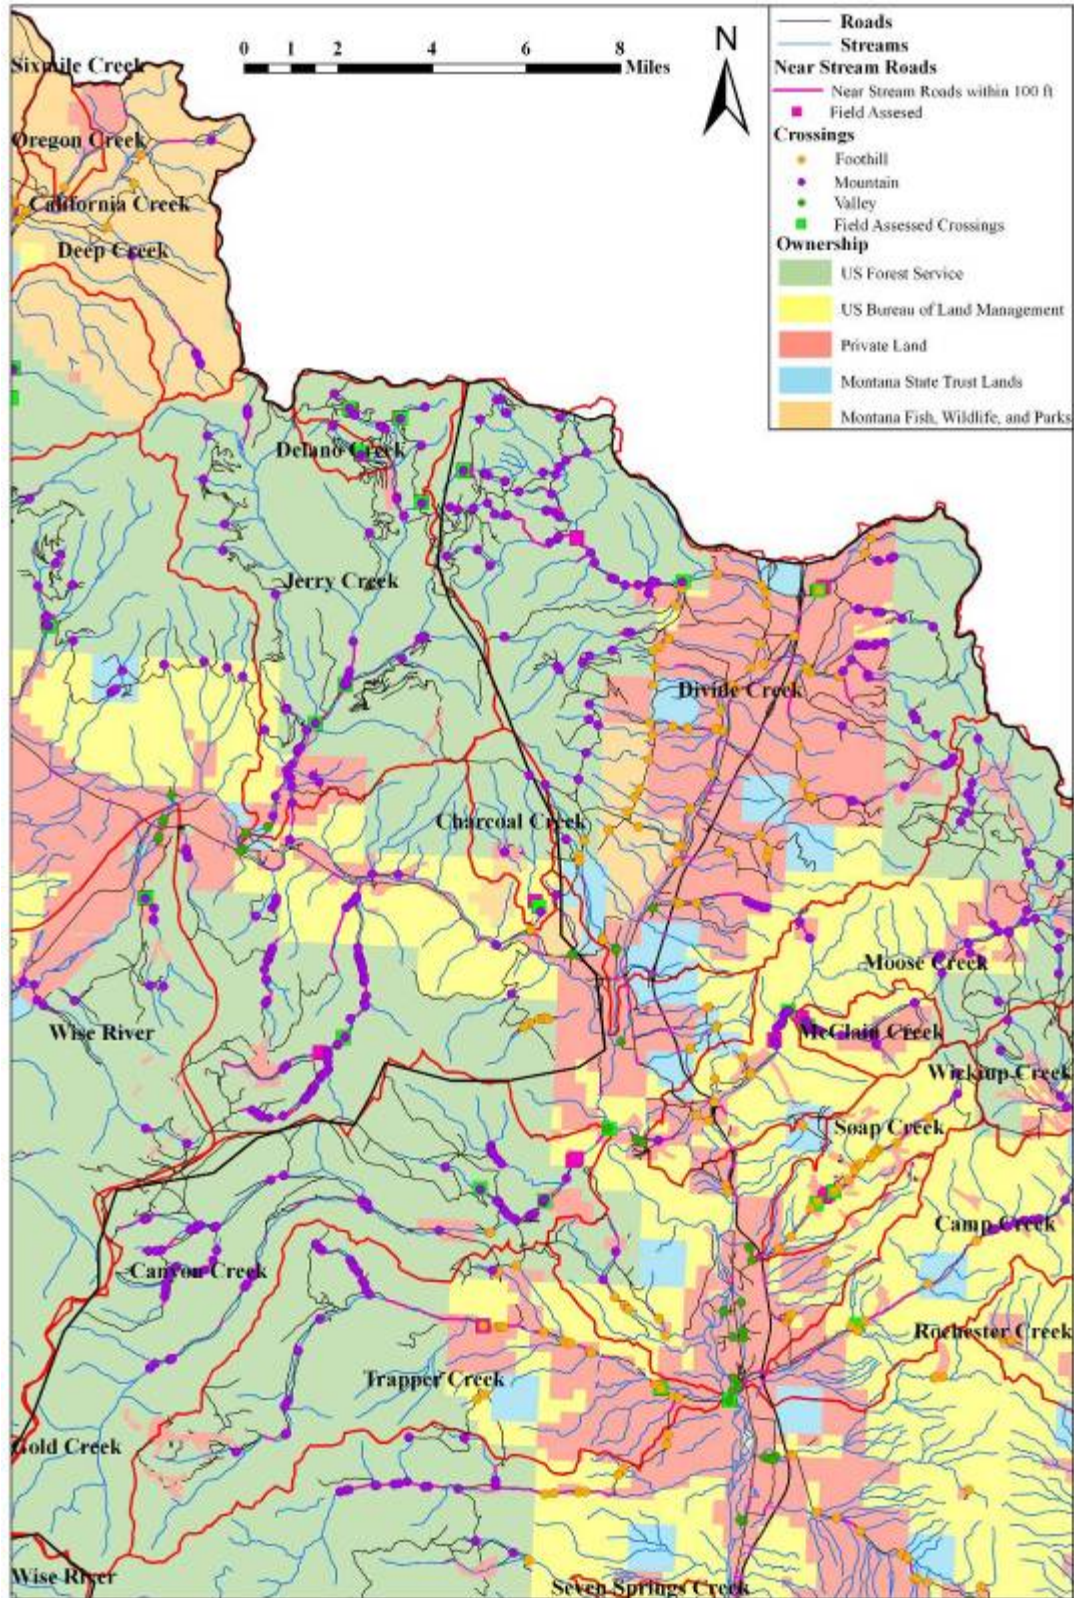 0 1 2 4 6 8
Miles
N
Roads
Streams
Near Stream Roads
Near Stream Roads within 100 ft
Field Assesed
Crossings
Foothill
Mountain
Valley
Field Assessed Crossings
Ownership
US Forest Service
US Bureau of Land Management
Private Land
Montana State Trust Lands
Montana Fish, Wildlife, and Parks
Sixmile Creek
Oregon Creek
California Creek
Deep Creek
Delano Creek
Jerry Creek
Divide Creek
Charcoal Creek
Moose Creek
Wise River
McClain Creek
Wickiup Creek
Soap Creek
Camp Creek
Canyon Creek
Rochester Creek
Trapper Creek
Gold Creek
Wise River
Seven Springs Creek